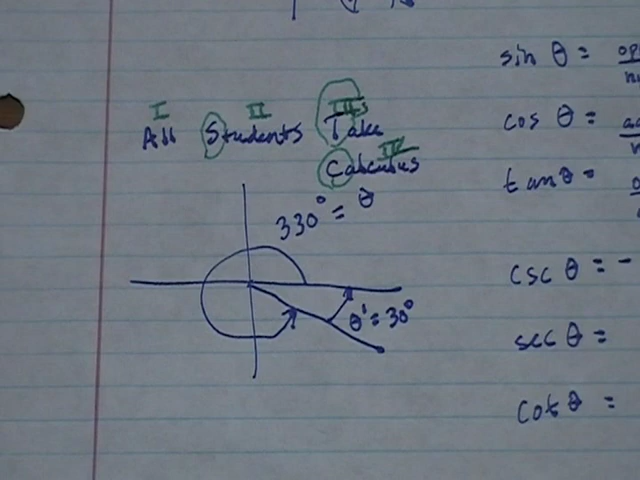 I II III
All Students Take
IV
Calculus
330° = θ
θ' = 30°
sin θ =
cos θ =
tan θ =
csc θ = -
sec θ =
cot θ =